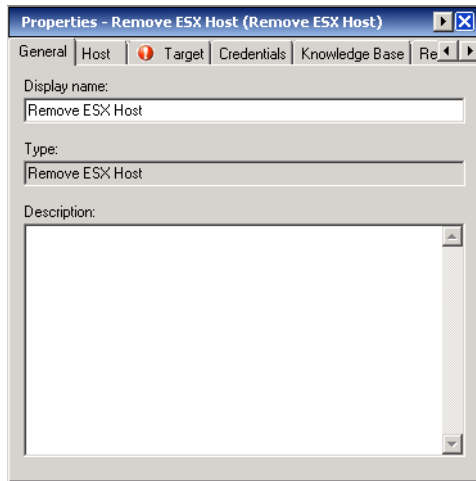 Properties - Remove ESX Host (Remove ESX Host)
General Host Target Credentials Knowledge Base Re
Display name:
Remove ESX Host
Type:
Remove ESX Host
Description: